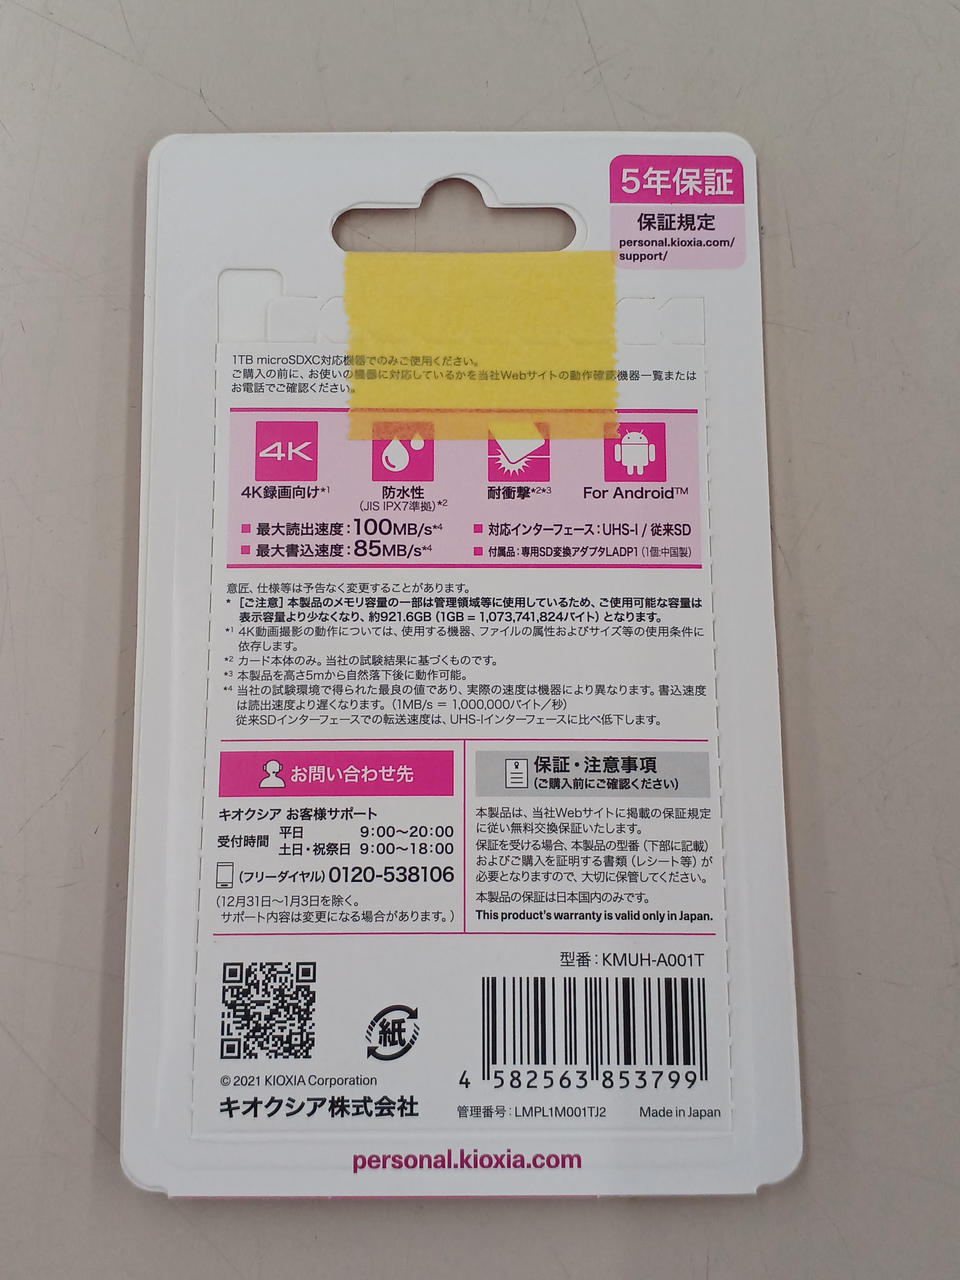 5年保証
保証規定
personal.kioxia.com/
support/
1TB microSDXC対応機器でのみご使用ください。
ご購入の前に、お使いの機器に対応しているかを当社Webサイトの動作確認機器一覧または
お電話でご確認ください。
4K
4K録画向け*1
防水性
(JIS IPX7準拠)*2
耐衝撃*2*3
For Android™
■ 最大読出速度:100MB/s*4
■ 最大書込速度:85MB/s*4
■ 対応インターフェース:UHS-I / 従来SD
■ 付属品:専用SD変換アダプタLADP1(1個:中国製)
意匠、仕様等は予告なく変更することがあります。
* [ご注意] 本製品のメモリ容量の一部は管理領域等に使用しているため、ご使用可能な容量は
表示容量より少なくなり、約921.6GB(1GB = 1,073,741,824バイト)となります。
*1 4K動画撮影の動作については、使用する機器、ファイルの属性およびサイズ等の使用条件に
依存します。
*2 カード本体のみ。当社の試験結果に基づくものです。
*3 本製品を高さ5mから自然落下後に動作可能。
*4 当社の試験環境で得られた最良の値であり、実際の速度は機器により異なります。書込速度
は読出速度より遅くなります。(1MB/s = 1,000,000バイト/秒)
従来SDインターフェースでの転送速度は、UHS-Iインターフェースに比べ低下します。
お問い合わせ先
キオクシア お客様サポート
受付時間 平日 9:00〜20:00
土日・祝祭日 9:00〜18:00
(フリーダイヤル) 0120-538106
(12月31日〜1月3日を除く。
サポート内容は変更になる場合があります。)
保証・注意事項
(ご購入前にご確認ください)
本製品は、当社Webサイトに掲載の保証規定
に従い無料交換保証いたします。
保証を受ける場合、本製品の型番(下部に記載)
およびご購入を証明する書類(レシート等)が
必要となりますので、大切に保管してください。
本製品の保証は日本国内のみです。
This product's warranty is valid only in Japan.
型番:KMUH-A001T
紙
4 582563 853799
© 2021 KIOXIA Corporation
キオクシア株式会社
管理番号:LMPL1M001TJ2 Made in Japan
personal.kioxia.com